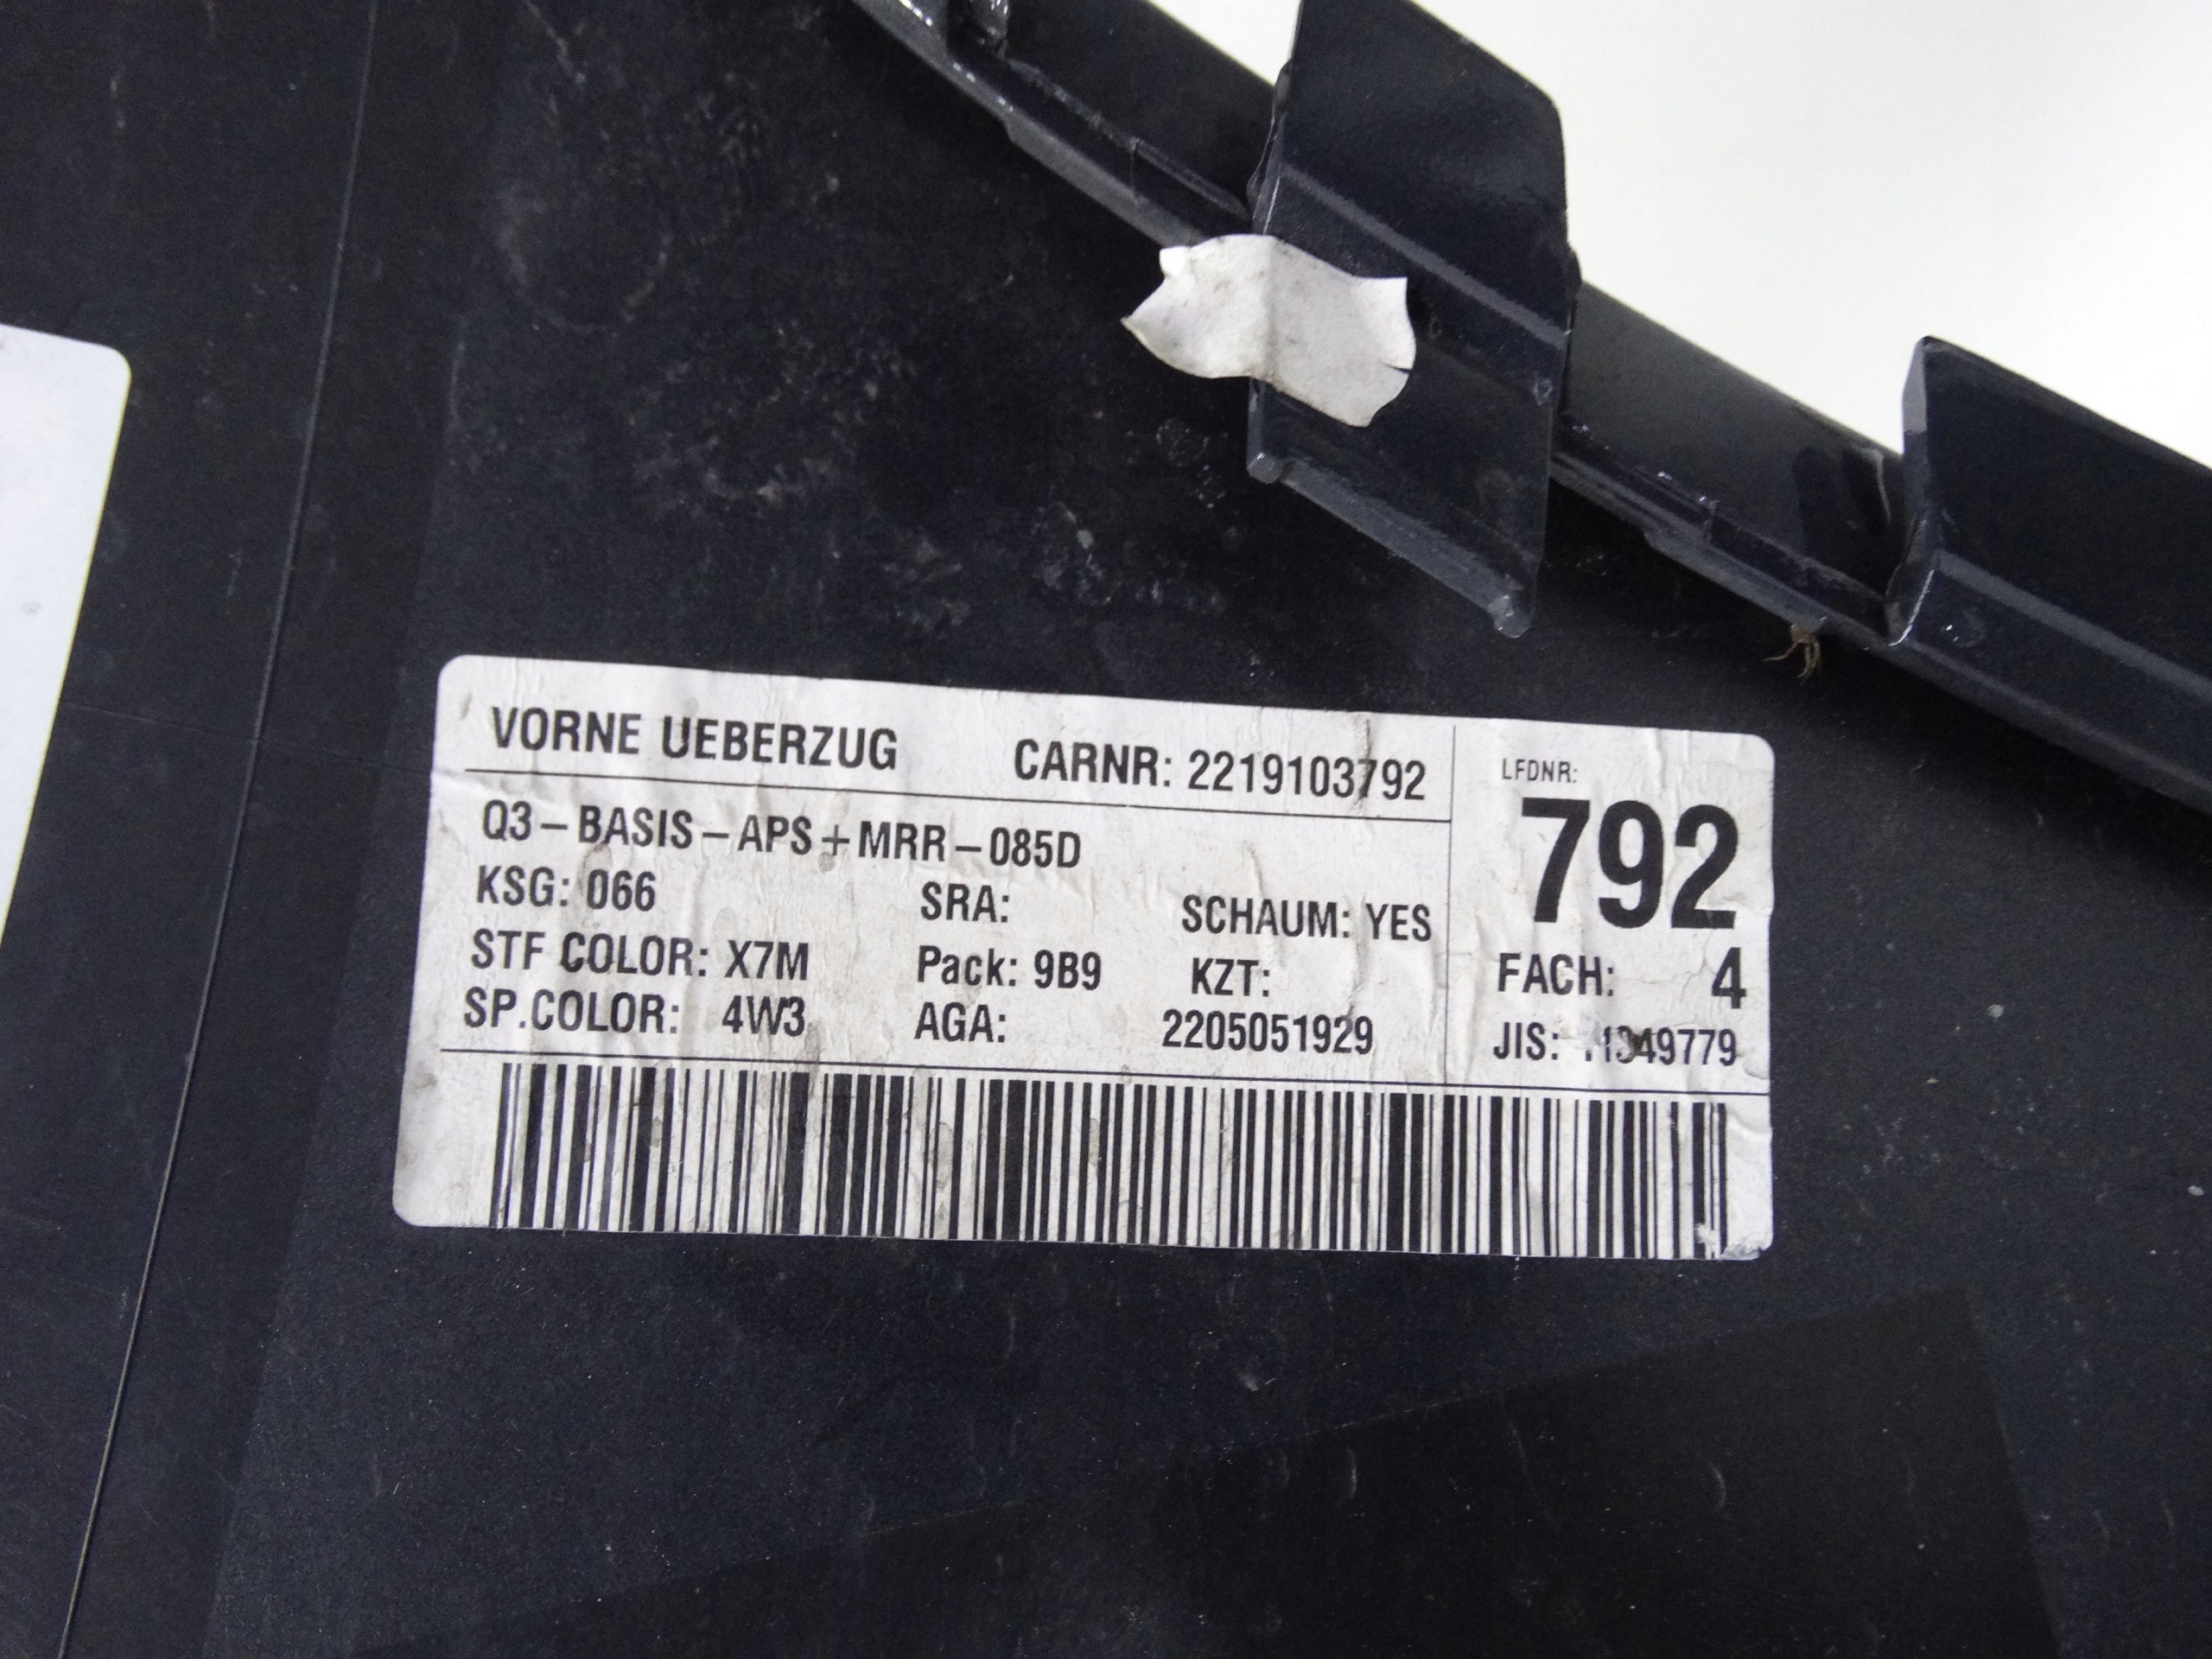 VORNE UEBERZUG CARNR: 2219103792
LFDNR:
792
Q3-BASIS-APS+MRR-085D
KSG: 066 SRA: SCHAUM: YES
STF COLOR: X7M Pack: 9B9 KZT:
FACH: 4
SP.COLOR: 4W3 AGA: 2205051929
JIS: